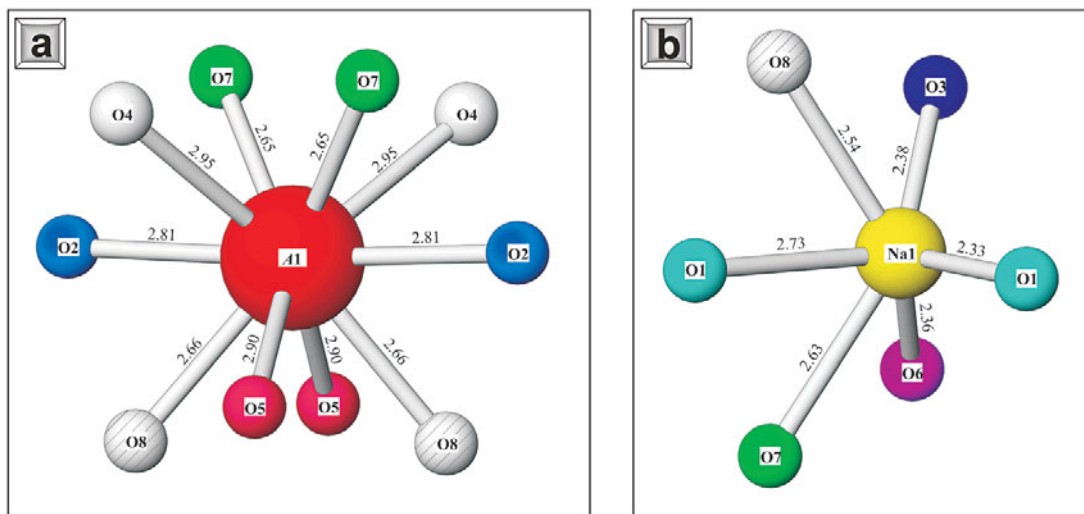 a
O7 O7
O4 O4
2.65 2.65
2.95 2.95
O2 2.81 A1 2.81 O2
2.66 2.90 2.90 2.66
O5 O5
O8 O8
b
O8
O3
2.54 2.38
O1 2.73 Na1 2.33 O1
2.36
2.63
O6
O7